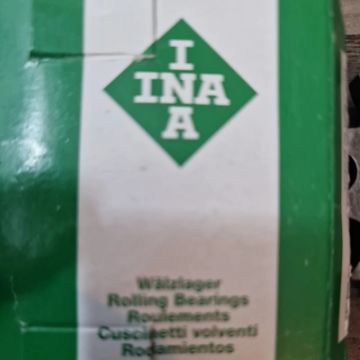 I
INA
A
Wälzlager
Rolling Bearings
Roulements
Cuscinetti volventi
Rodamientos